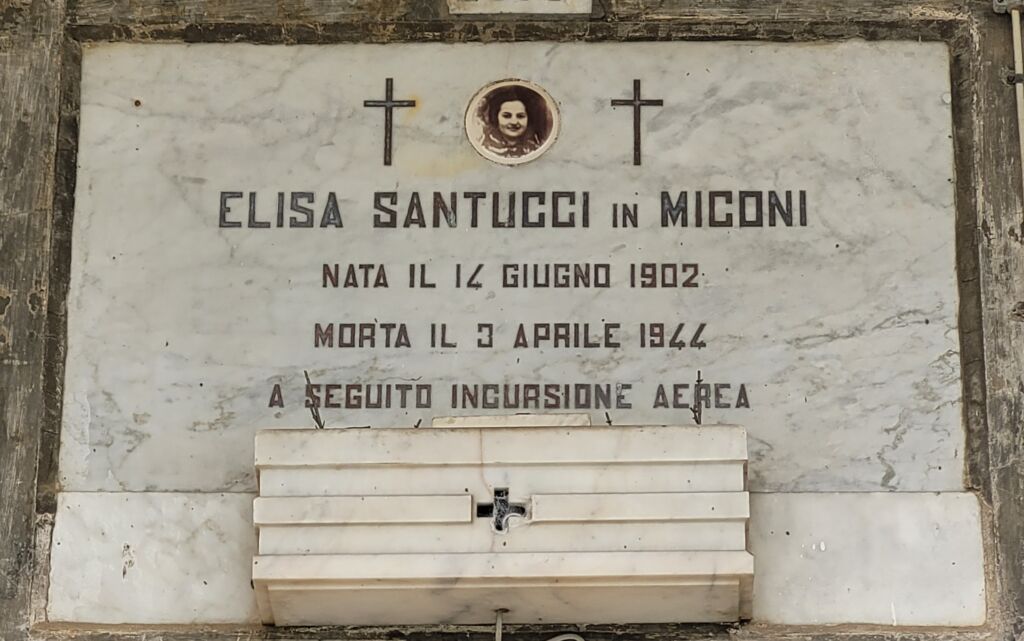 ELISA SANTUCCI IN MICONI
NATA IL 14 GIUGNO 1902
MORTA IL 3 APRILE 1944
A SEGUITO INCURSIONE AEREA